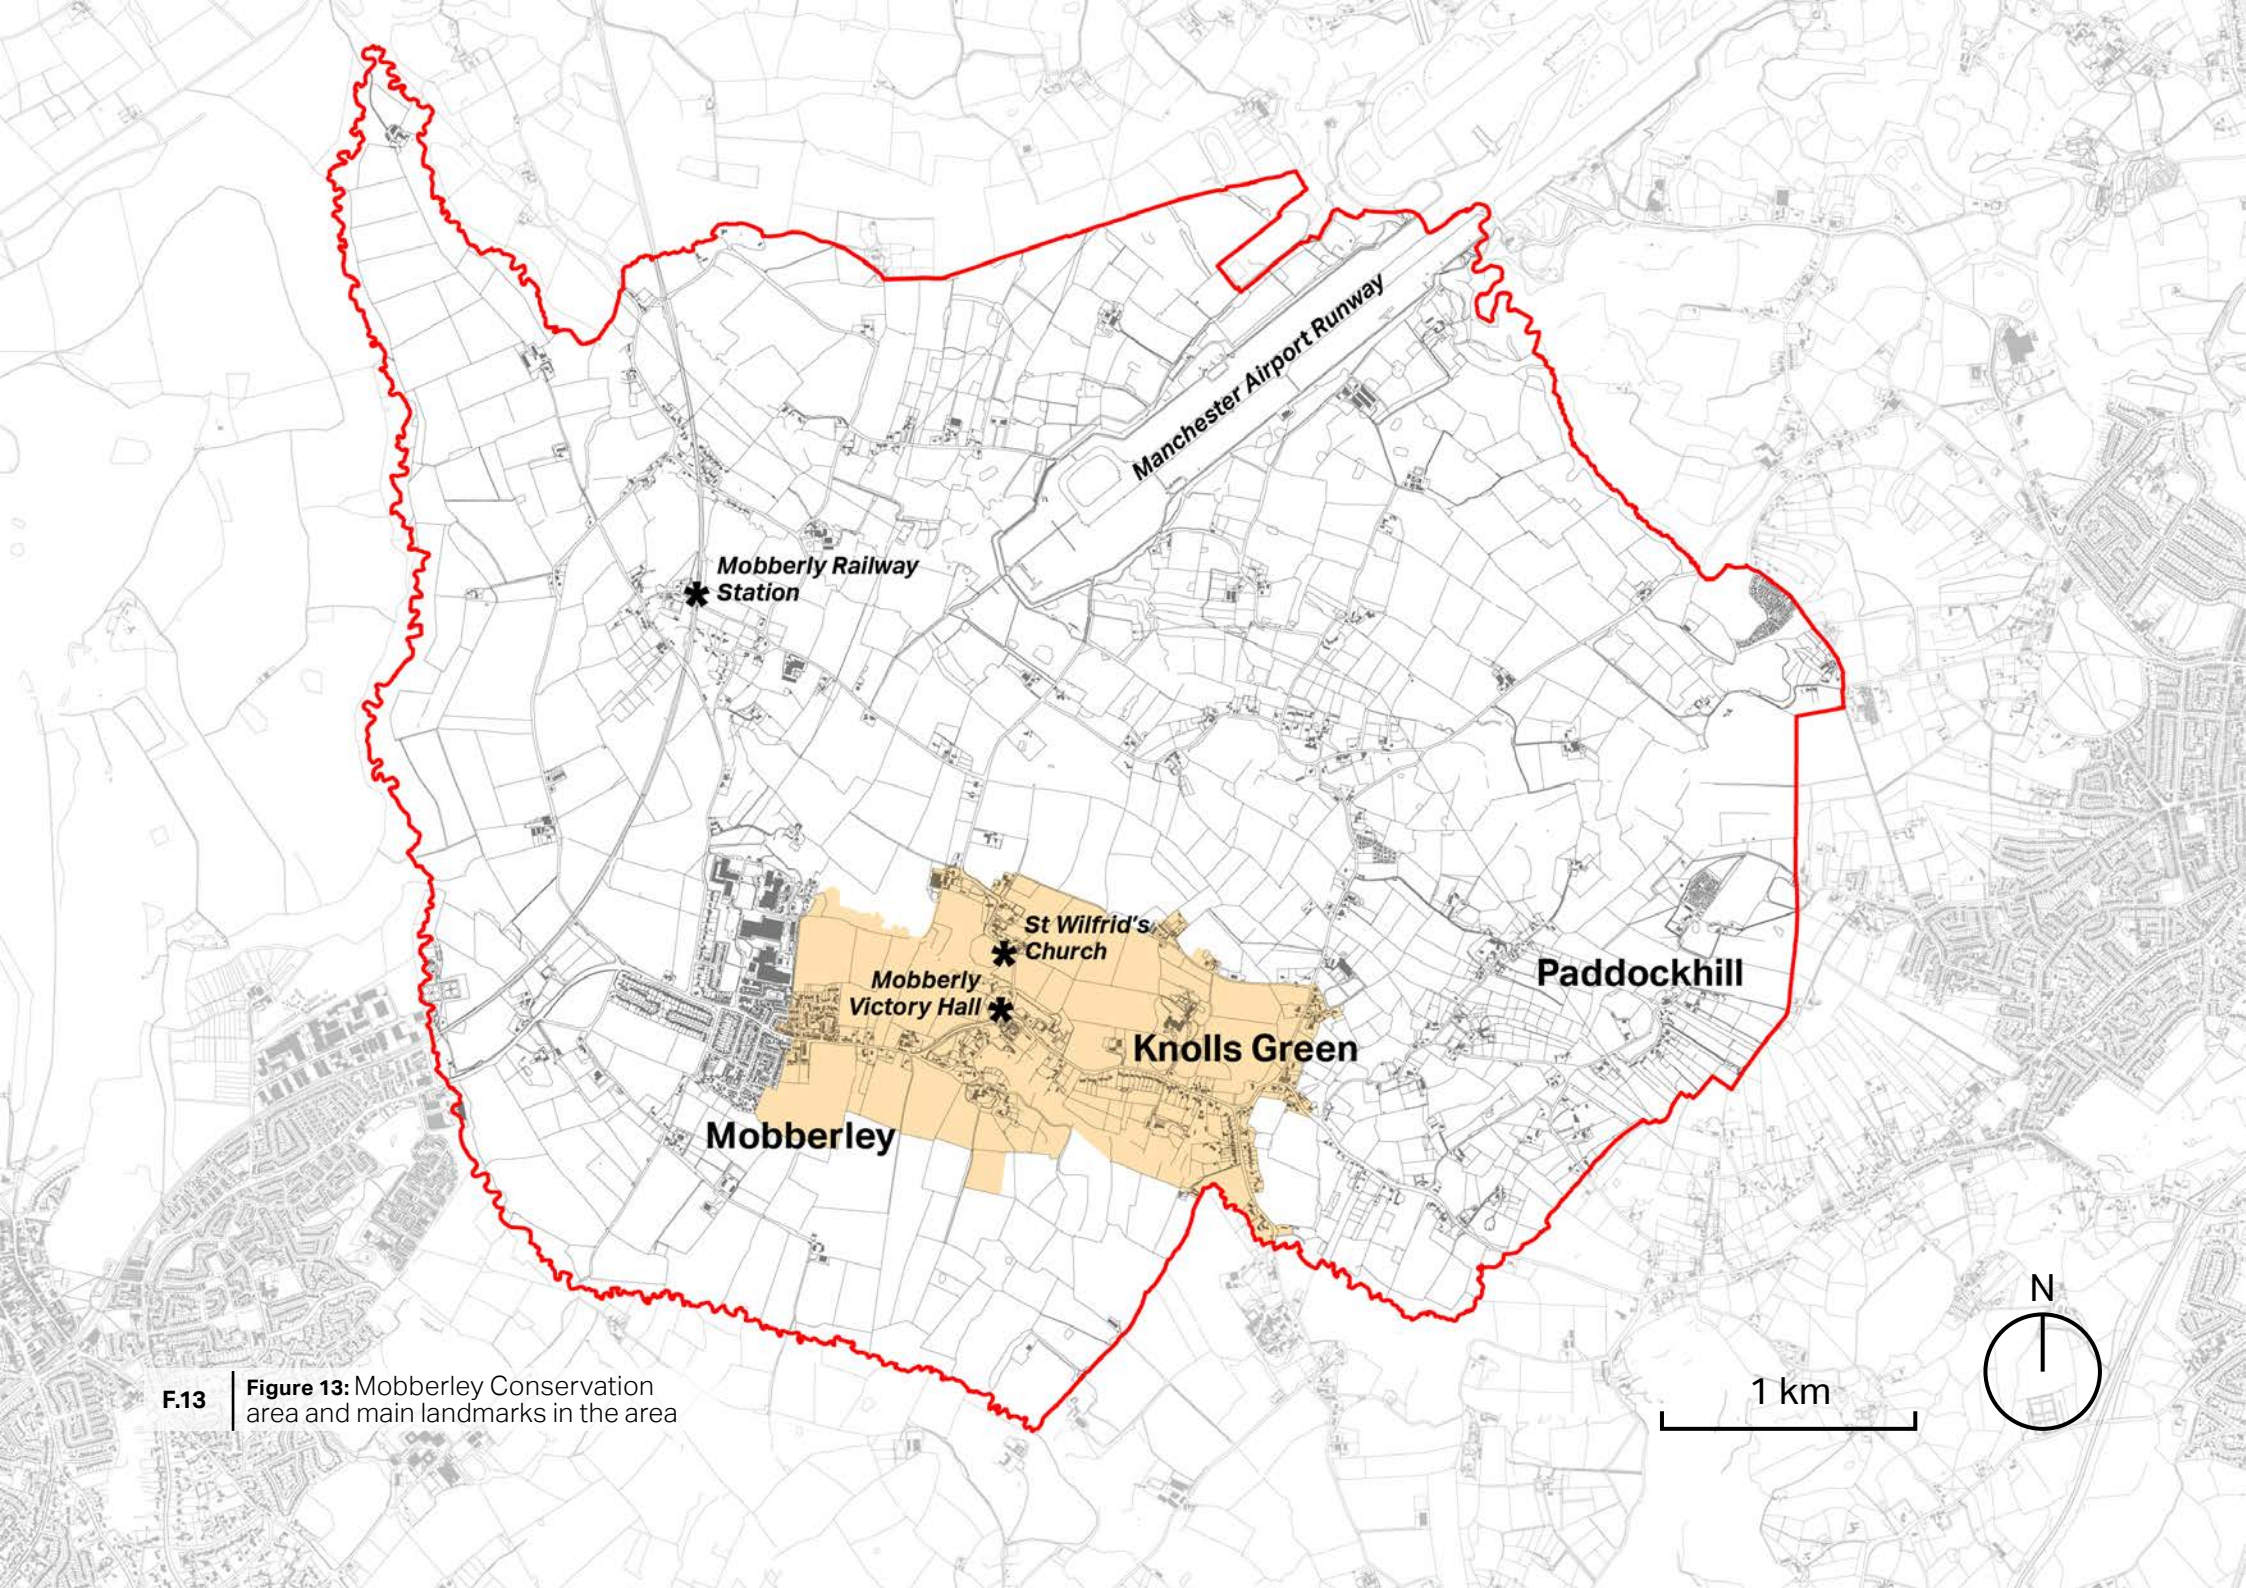 Manchester Airport Runway
Mobberly Railway
Station
St Wilfrid's
Church
Mobberly
Victory Hall
Paddockhill
Knolls Green
Mobberley
N
1 km
F.13
Figure 13: Mobberley Conservation
area and main landmarks in the area